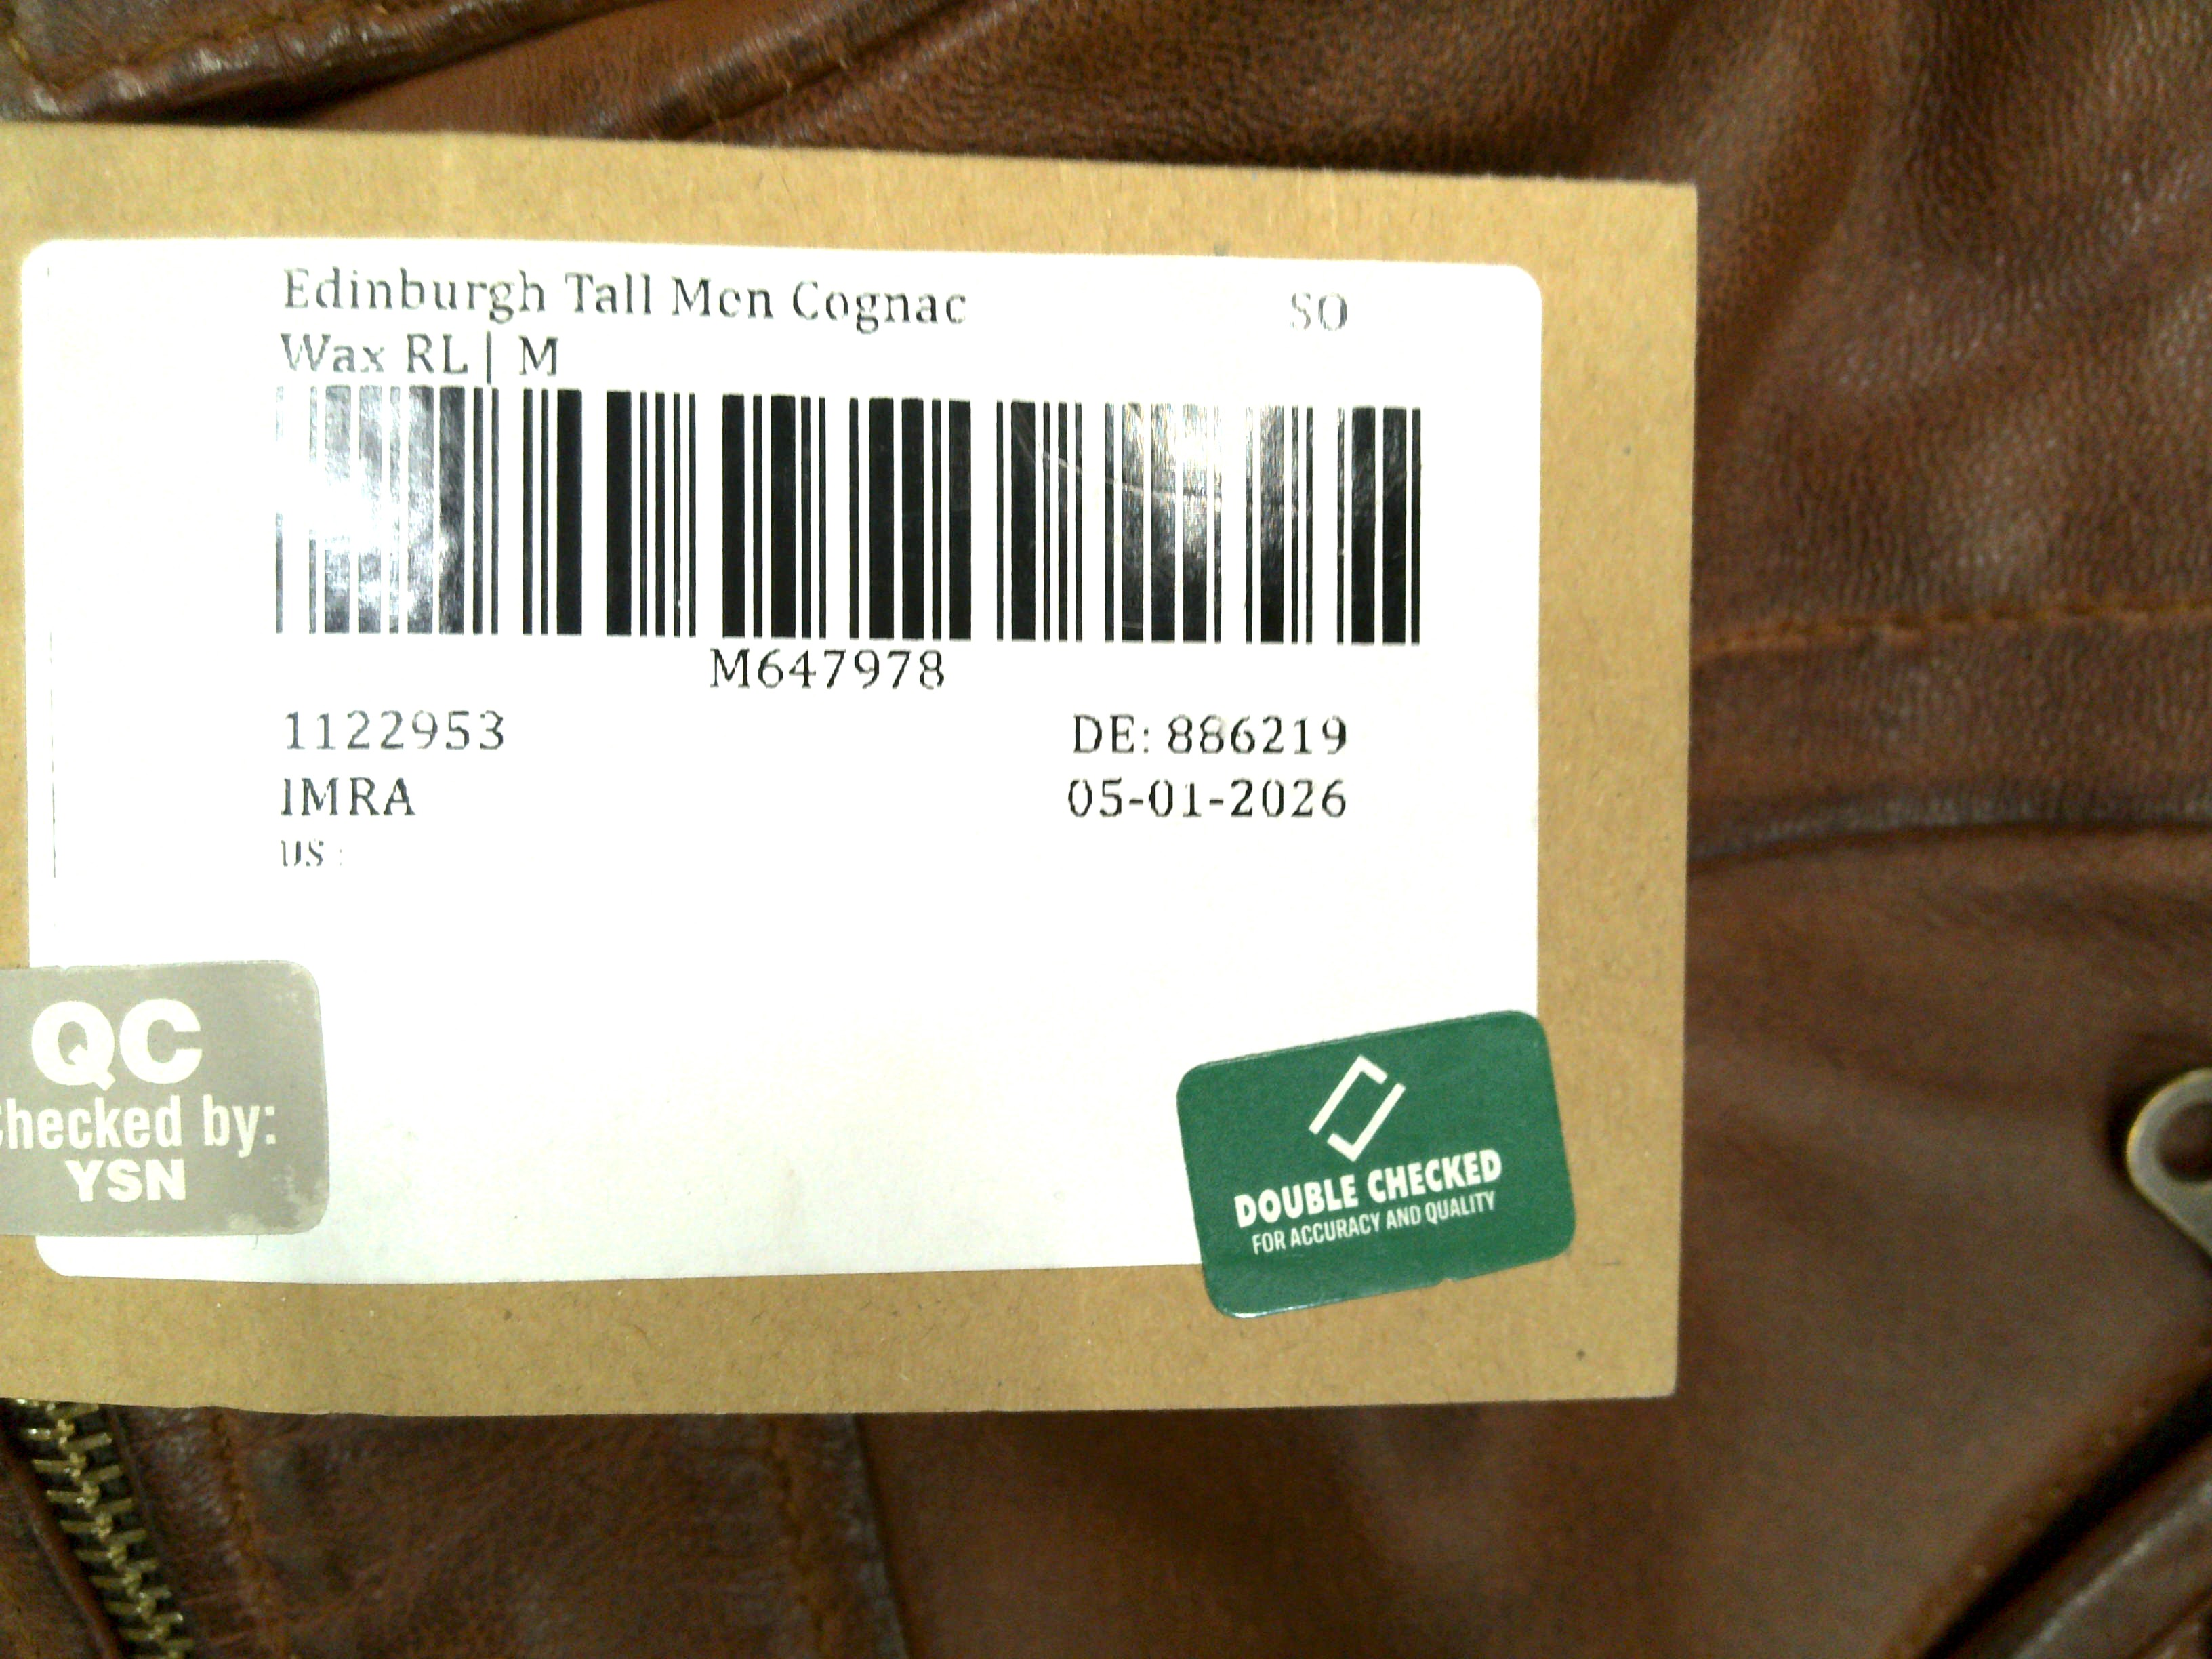 Edinburgh Tall Men Cognac
SO
Wax RL | M
M647978
1122953
DE: 886219
IMRA
05-01-2026
US :
QC
Checked by:
YSN
DOUBLE CHECKED
FOR ACCURACY AND QUALITY